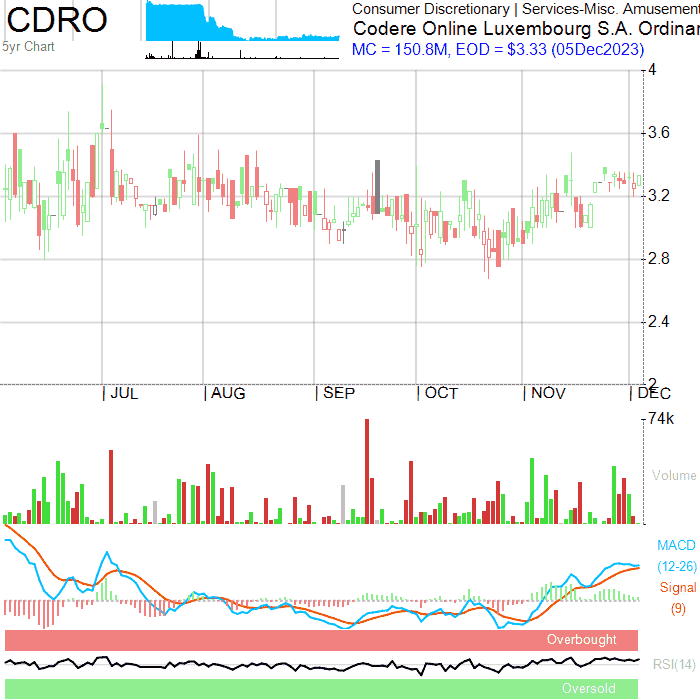 CDRO
5yr Chart
Consumer Discretionary | Services-Misc. Amusement
Codere Online Luxembourg S.A. Ordinar
MC = 150.8M, EOD = $3.33 (05Dec2023)
4
3.6
3.2
2.8
2.4
2
JUL AUG SEP OCT NOV DEC
74k
Volume
MACD
(12-26)
Signal
(9)
Overbought
RSI(14)
Oversold